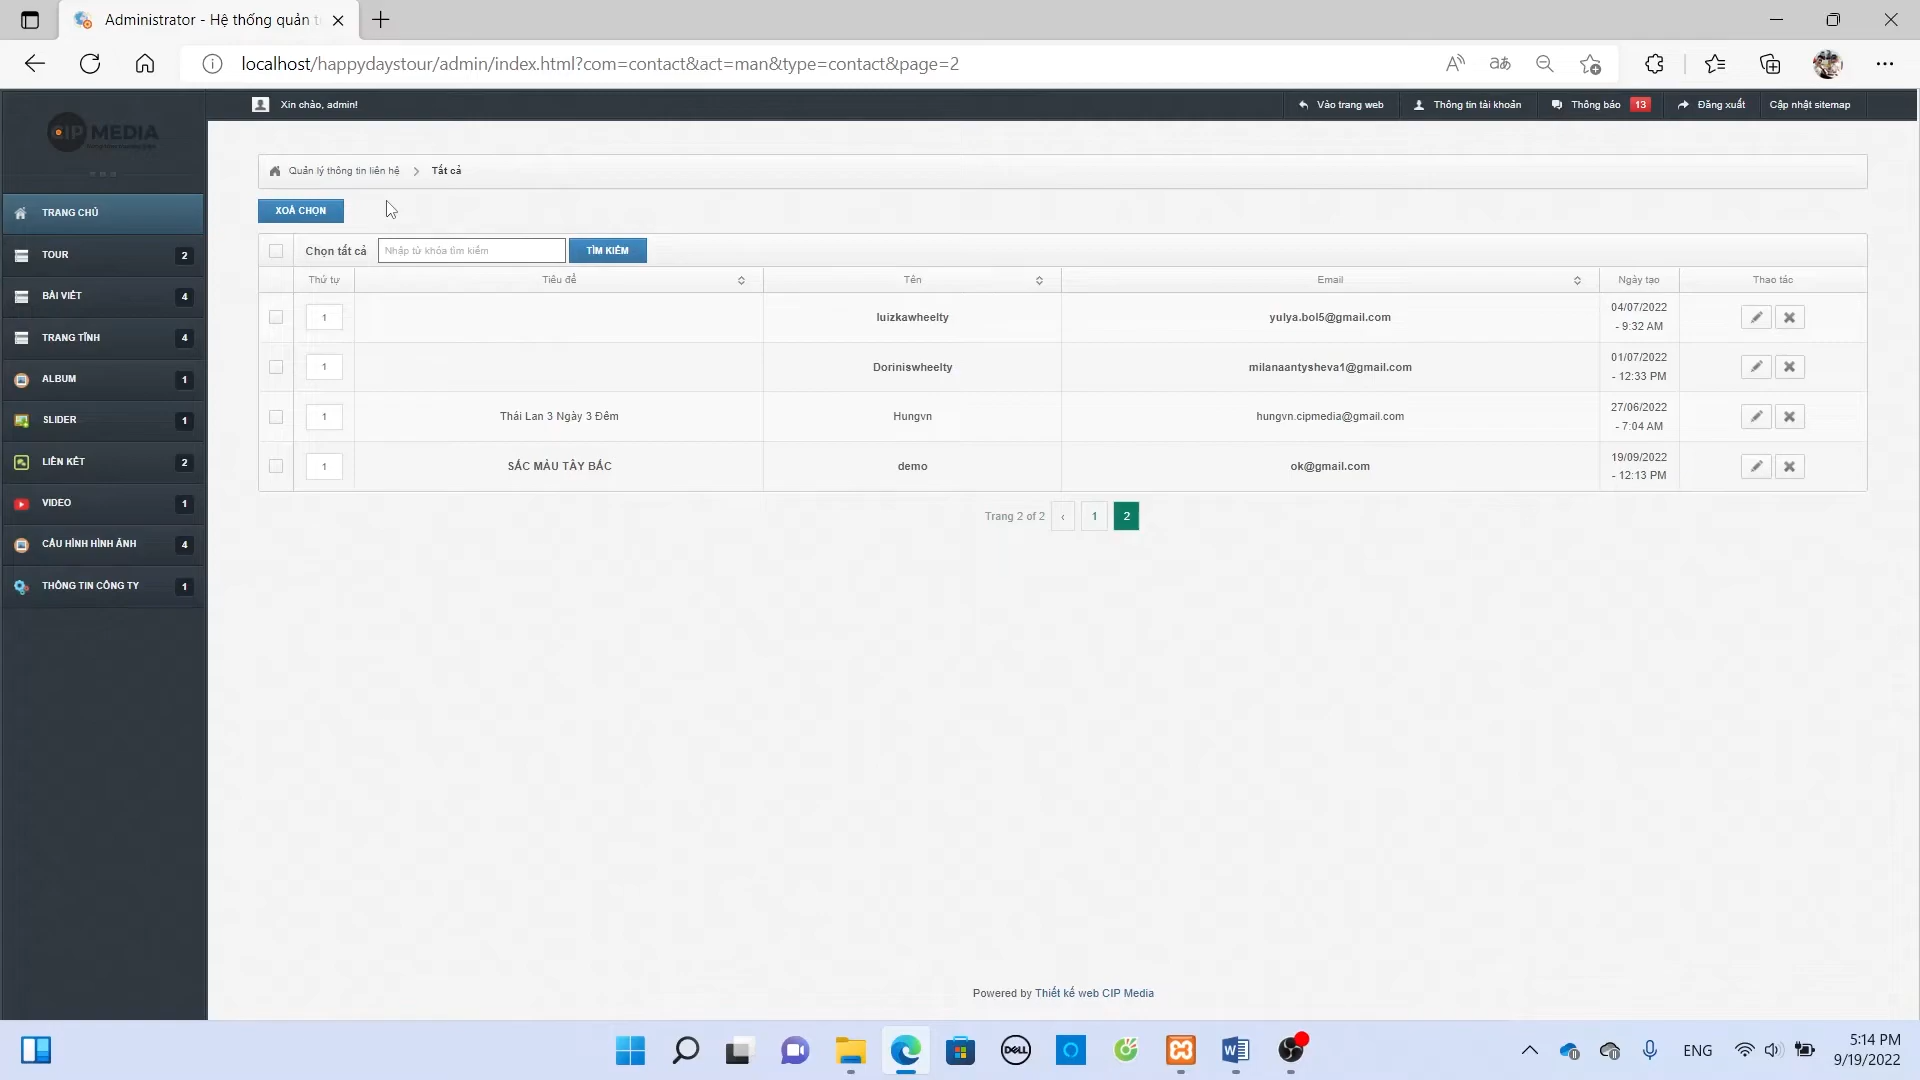 Administrator - Hệ thống quản t
localhost/happydaystour/admin/index.html?com=contact&act=man&type=contact&page=2
CIP MEDIA
Xin chào, admin!
Vào trang web
Thông tin tài khoản
Thông báo 13
Đăng xuất
Cập nhật sitemap
TRANG CHỦ
TOUR 2
BÀI VIẾT 4
TRANG TĨNH 4
ALBUM 1
SLIDER 1
LIÊN KẾT 2
VIDEO 1
CẤU HÌNH HÌNH ẢNH 4
THÔNG TIN CÔNG TY 1
Quản lý thông tin liên hệ Tất cả
XOÁ CHỌN
Chọn tất cả Nhập từ khóa tìm kiếm TÌM KIẾM
Thứ tự Tiêu đề Tên Email Ngày tạo Thao tác
1 luizkawheelty yulya.bol5@gmail.com 04/07/2022
- 9:32 AM
1 Doriniswheelty milanaantysheva1@gmail.com 01/07/2022
- 12:33 PM
1 Thái Lan 3 Ngày 3 Đêm Hungvn hungvn.cipmedia@gmail.com 27/06/2022
- 7:04 AM
1 SẮC MÀU TÂY BẮC demo ok@gmail.com 19/09/2022
- 12:13 PM
Trang 2 of 2 ‹ 1 2
Powered by Thiết kế web CIP Media
DELL
ENG
5:14 PM
9/19/2022